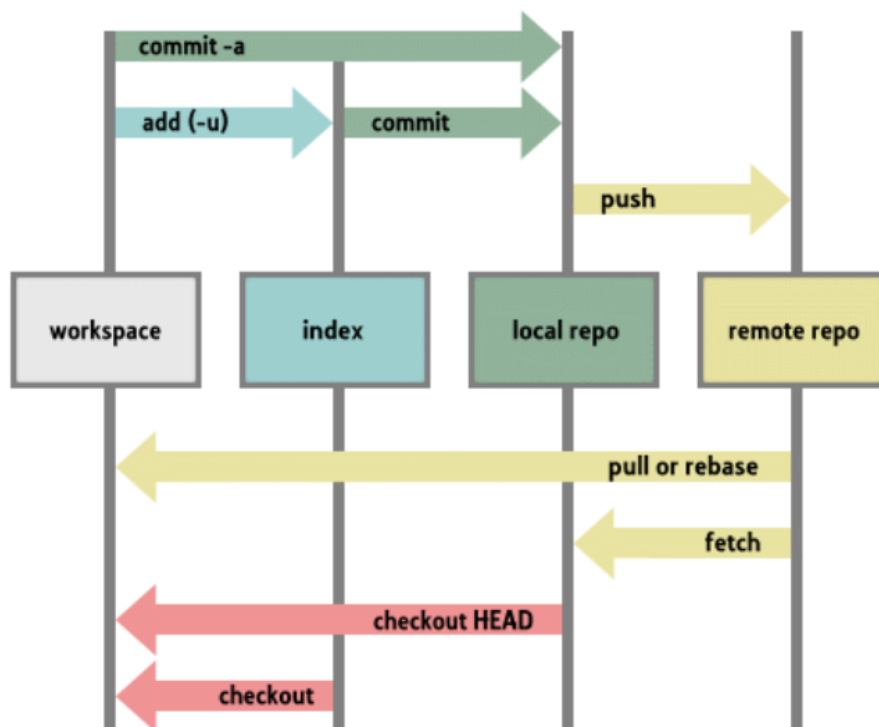 commit -a
add (-u)
commit
push
workspace
index
local repo
remote repo
pull or rebase
fetch
checkout HEAD
checkout